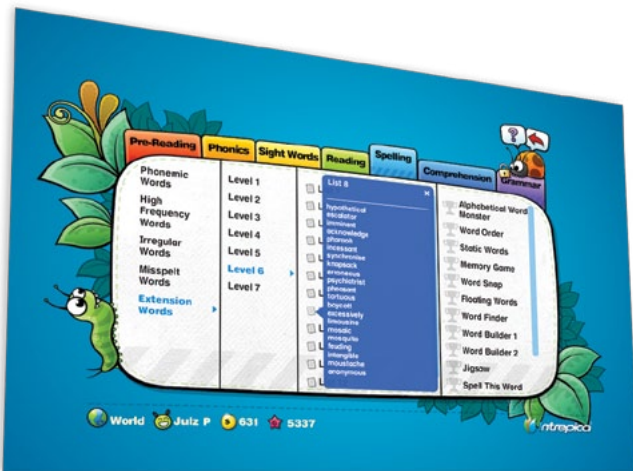 Pre-Reading
Phonics
Sight Words
Reading
Spelling
Comprehension
Grammar
?
Phonemic
Words
High
Frequency
Words
Irregular
Words
Misspelt
Words
Extension
Words
Level 1
Level 2
Level 3
Level 4
Level 5
Level 6
Level 7
List 8
hypothetical
escalator
imminent
acknowledge
pharaoh
incessant
synchronise
knapsack
erroneous
psychiatrist
pheasant
tortuous
boycott
excessively
limousine
mosaic
mosquito
feuding
intangible
moustache
anonymous
Alphabetical Word
Monster
Word Order
Static Words
Memory Game
Word Snap
Floating Words
Word Finder
Word Builder 1
Word Builder 2
Jigsaw
Spell This Word
World
Julz P
631
5337
intrepica